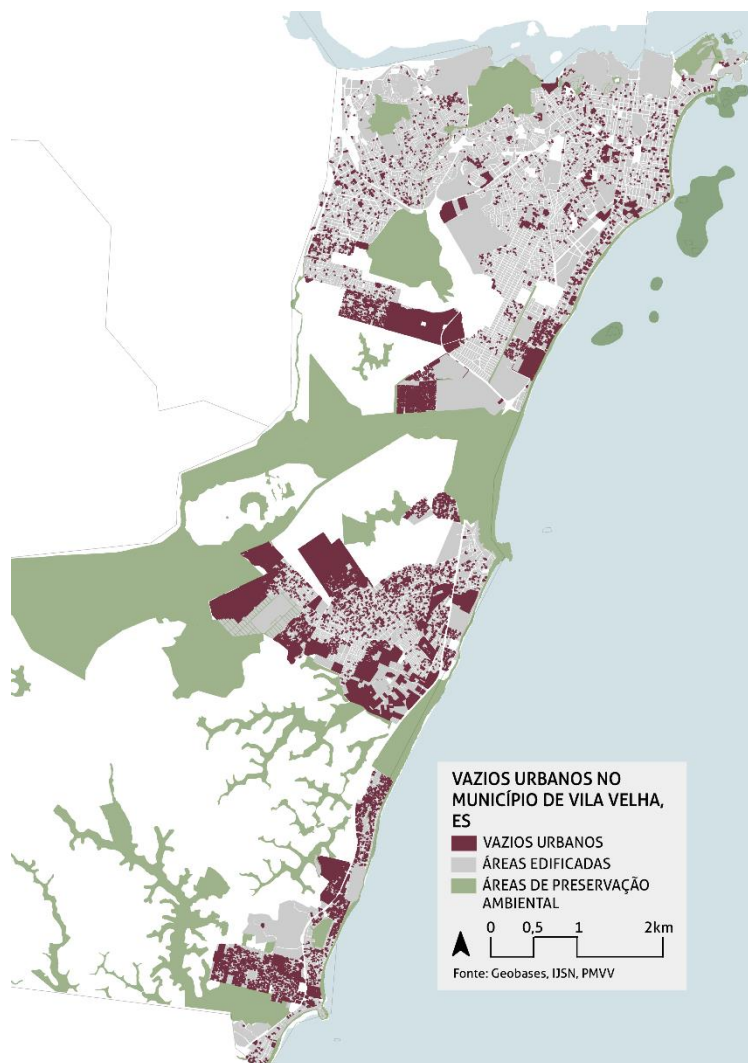 VAZIOS URBANOS NO
MUNICÍPIO DE VILA VELHA,
ES
VAZIOS URBANOS
ÁREAS EDIFICADAS
ÁREAS DE PRESERVAÇÃO
AMBIENTAL
0 0,5 1 2km
Fonte: Geobases, IJSN, PMVV